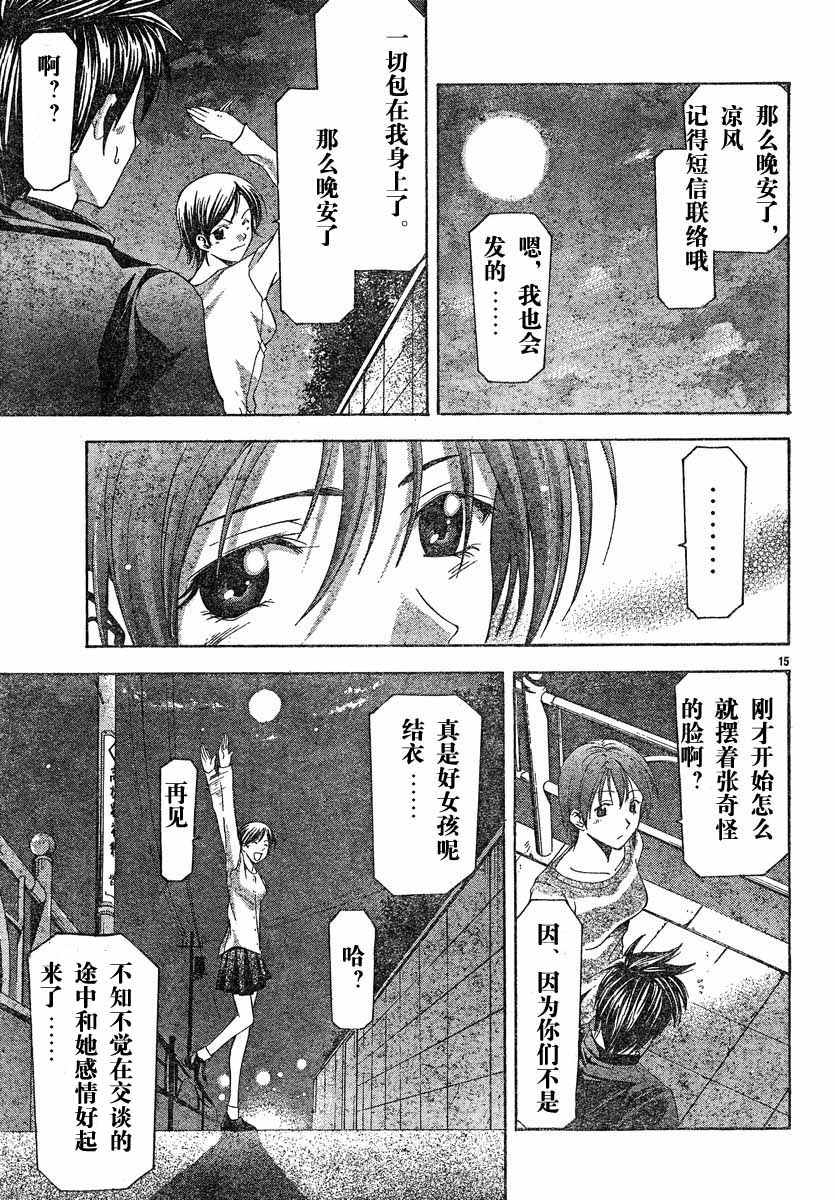 那么晚安了,
凉风
记得短信联络哦
嗯,我也会
发的……
一切包在我身上了。
那么晚安了
啊??
………
15
刚才开始怎么
就摆着张奇怪
的脸啊?
因、因为你们不是
真是好女孩呢
结衣……
再见
哈?
不知不觉在交谈的
途中和她感情好起
来了……